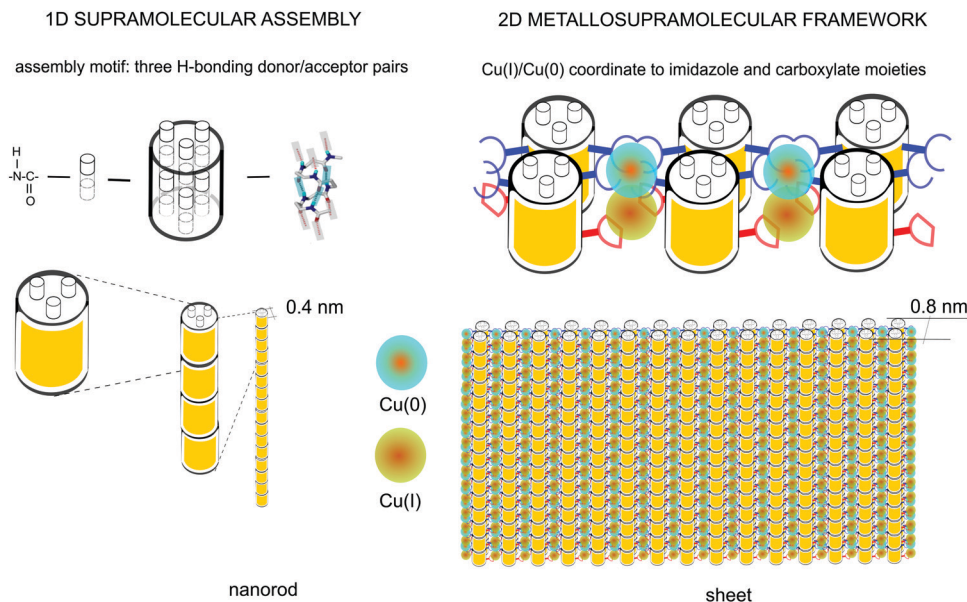 1D SUPRAMOLECULAR ASSEMBLY
assembly motif: three H-bonding donor/acceptor pairs
H
-N-C-
O
0.4 nm
Cu(0)
Cu(I)
nanorod
2D METALLOSUPRAMOLECULAR FRAMEWORK
Cu(I)/Cu(0) coordinate to imidazole and carboxylate moieties
0.8 nm
sheet